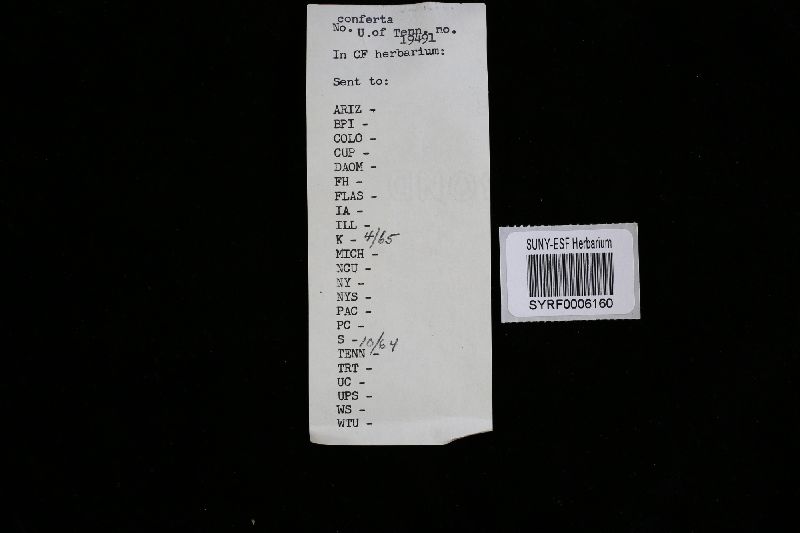 conferta
No. U.of Tenn. no.
19491
In CF herbarium:
Sent to:
ARIZ -
BPI -
COLO -
CUP -
DAOM -
FH -
FLAS -
IA -
ILL -
K - 4/65
MICH -
NCU -
NY -
NYS -
PAC -
PC -
S - 10/64
TENN -
TRT -
UC -
UPS -
WS -
WTU -
SUNY-ESF Herbarium
SYRF0006160